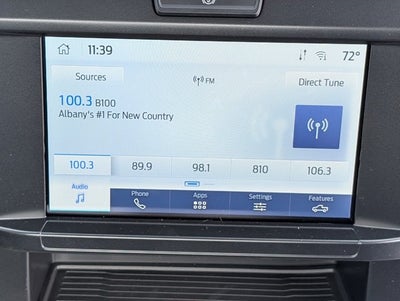 11:39
72°
Sources
FM
Direct Tune
100.3 B100
Albany's #1 For New Country
100.3 89.9 98.1 810 106.3
Audio Phone Apps Settings Features